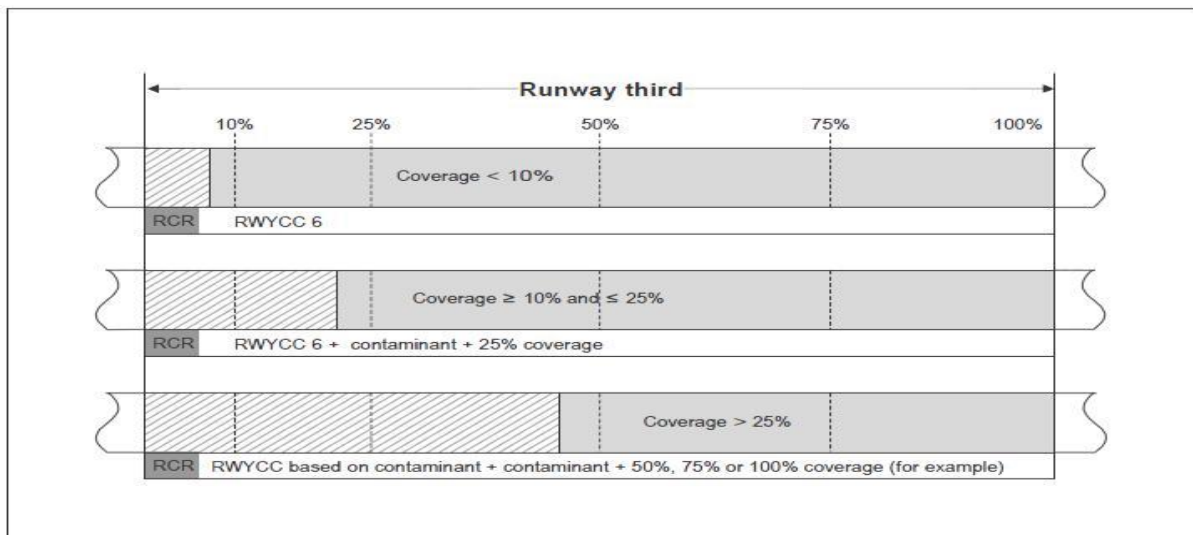 Runway third
10% 25% 50% 75% 100%
Coverage < 10%
RCR RWYCC 6
Coverage ≥ 10% and ≤ 25%
RCR RWYCC 6 + contaminant + 25% coverage
Coverage > 25%
RCR RWYCC based on contaminant + contaminant + 50%, 75% or 100% coverage (for example)